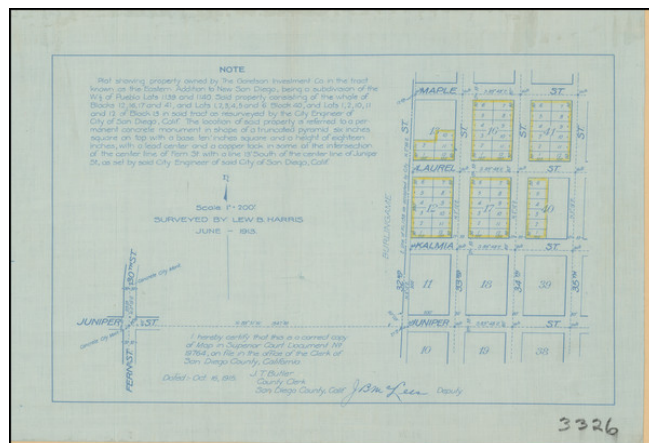 NOTE
"Plat showing property owned by The Goodson Investment Co. in the tract
known as the Eastern Addition to New San Diego, being a subdivision of the
W½ of Pueblo Lots 1159 and 1160. Said property consisting of the whole of
Blocks 12, 16, 17 and 41, and Lots 1, 2, 3, 4, 5 and 6 Block 40, and Lots 1, 2, 10, 11
and 12 of Block 13 in said tract as resurveyed by the City Engineer of
City of San Diego, Calif. The location of said property is referred to a per-
manent concrete monument in shape of a truncated pyramid, six inches
square on top with a base ten inches square and a height of eighteen
inches, with a lead center and a copper tack in same at the intersection
of the center line of Fern St with a line 13' South of the center line of Juniper
St, as set by said City Engineer of said City of San Diego, Calif.
Scale 1"=200'
SURVEYED BY LEW B. HARRIS
JUNE - 1913.
MAPLE ST.
13 16 41
LAUREL ST.
12 17 40
KALMIA ST.
BURLINGAME
32ND ST
33RD ST
34TH ST
35TH ST
11 18 39
JUNIPER ST.
10 19 38
30TH ST
JUNIPER ST.
FERN ST
I hereby certify that this is a correct copy
of Map in Superior Court Document Nº
18764, on file in the office of the Clerk of
San Diego County, California.
Dated - Oct. 16, 1915.
J.T. Butler
County Clerk
San Diego County, Calif.
J B McLees Deputy
3326